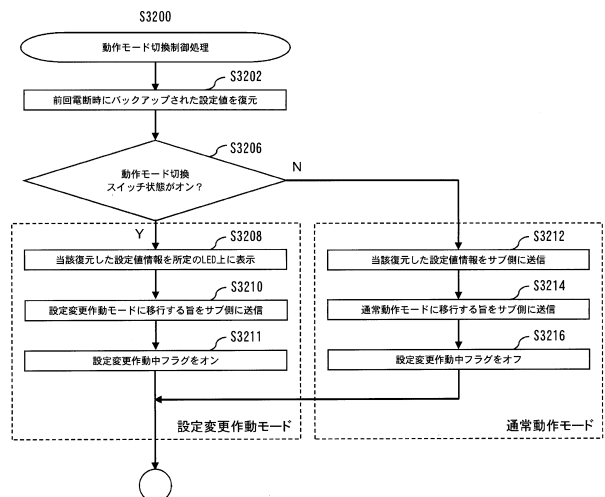 S3200
動作モード切換制御処理
S3202
前回電断時にバックアップされた設定値を復元
S3206
動作モード切換
スイッチ状態がオン?
N
Y
S3208
当該復元した設定値情報を所定のLED上に表示
S3210
設定変更作動モードに移行する旨をサブ側に送信
S3211
設定変更作動中フラグをオン
設定変更作動モード
S3212
当該復元した設定値情報をサブ側に送信
S3214
通常動作モードに移行する旨をサブ側に送信
S3216
設定変更作動中フラグをオフ
通常動作モード